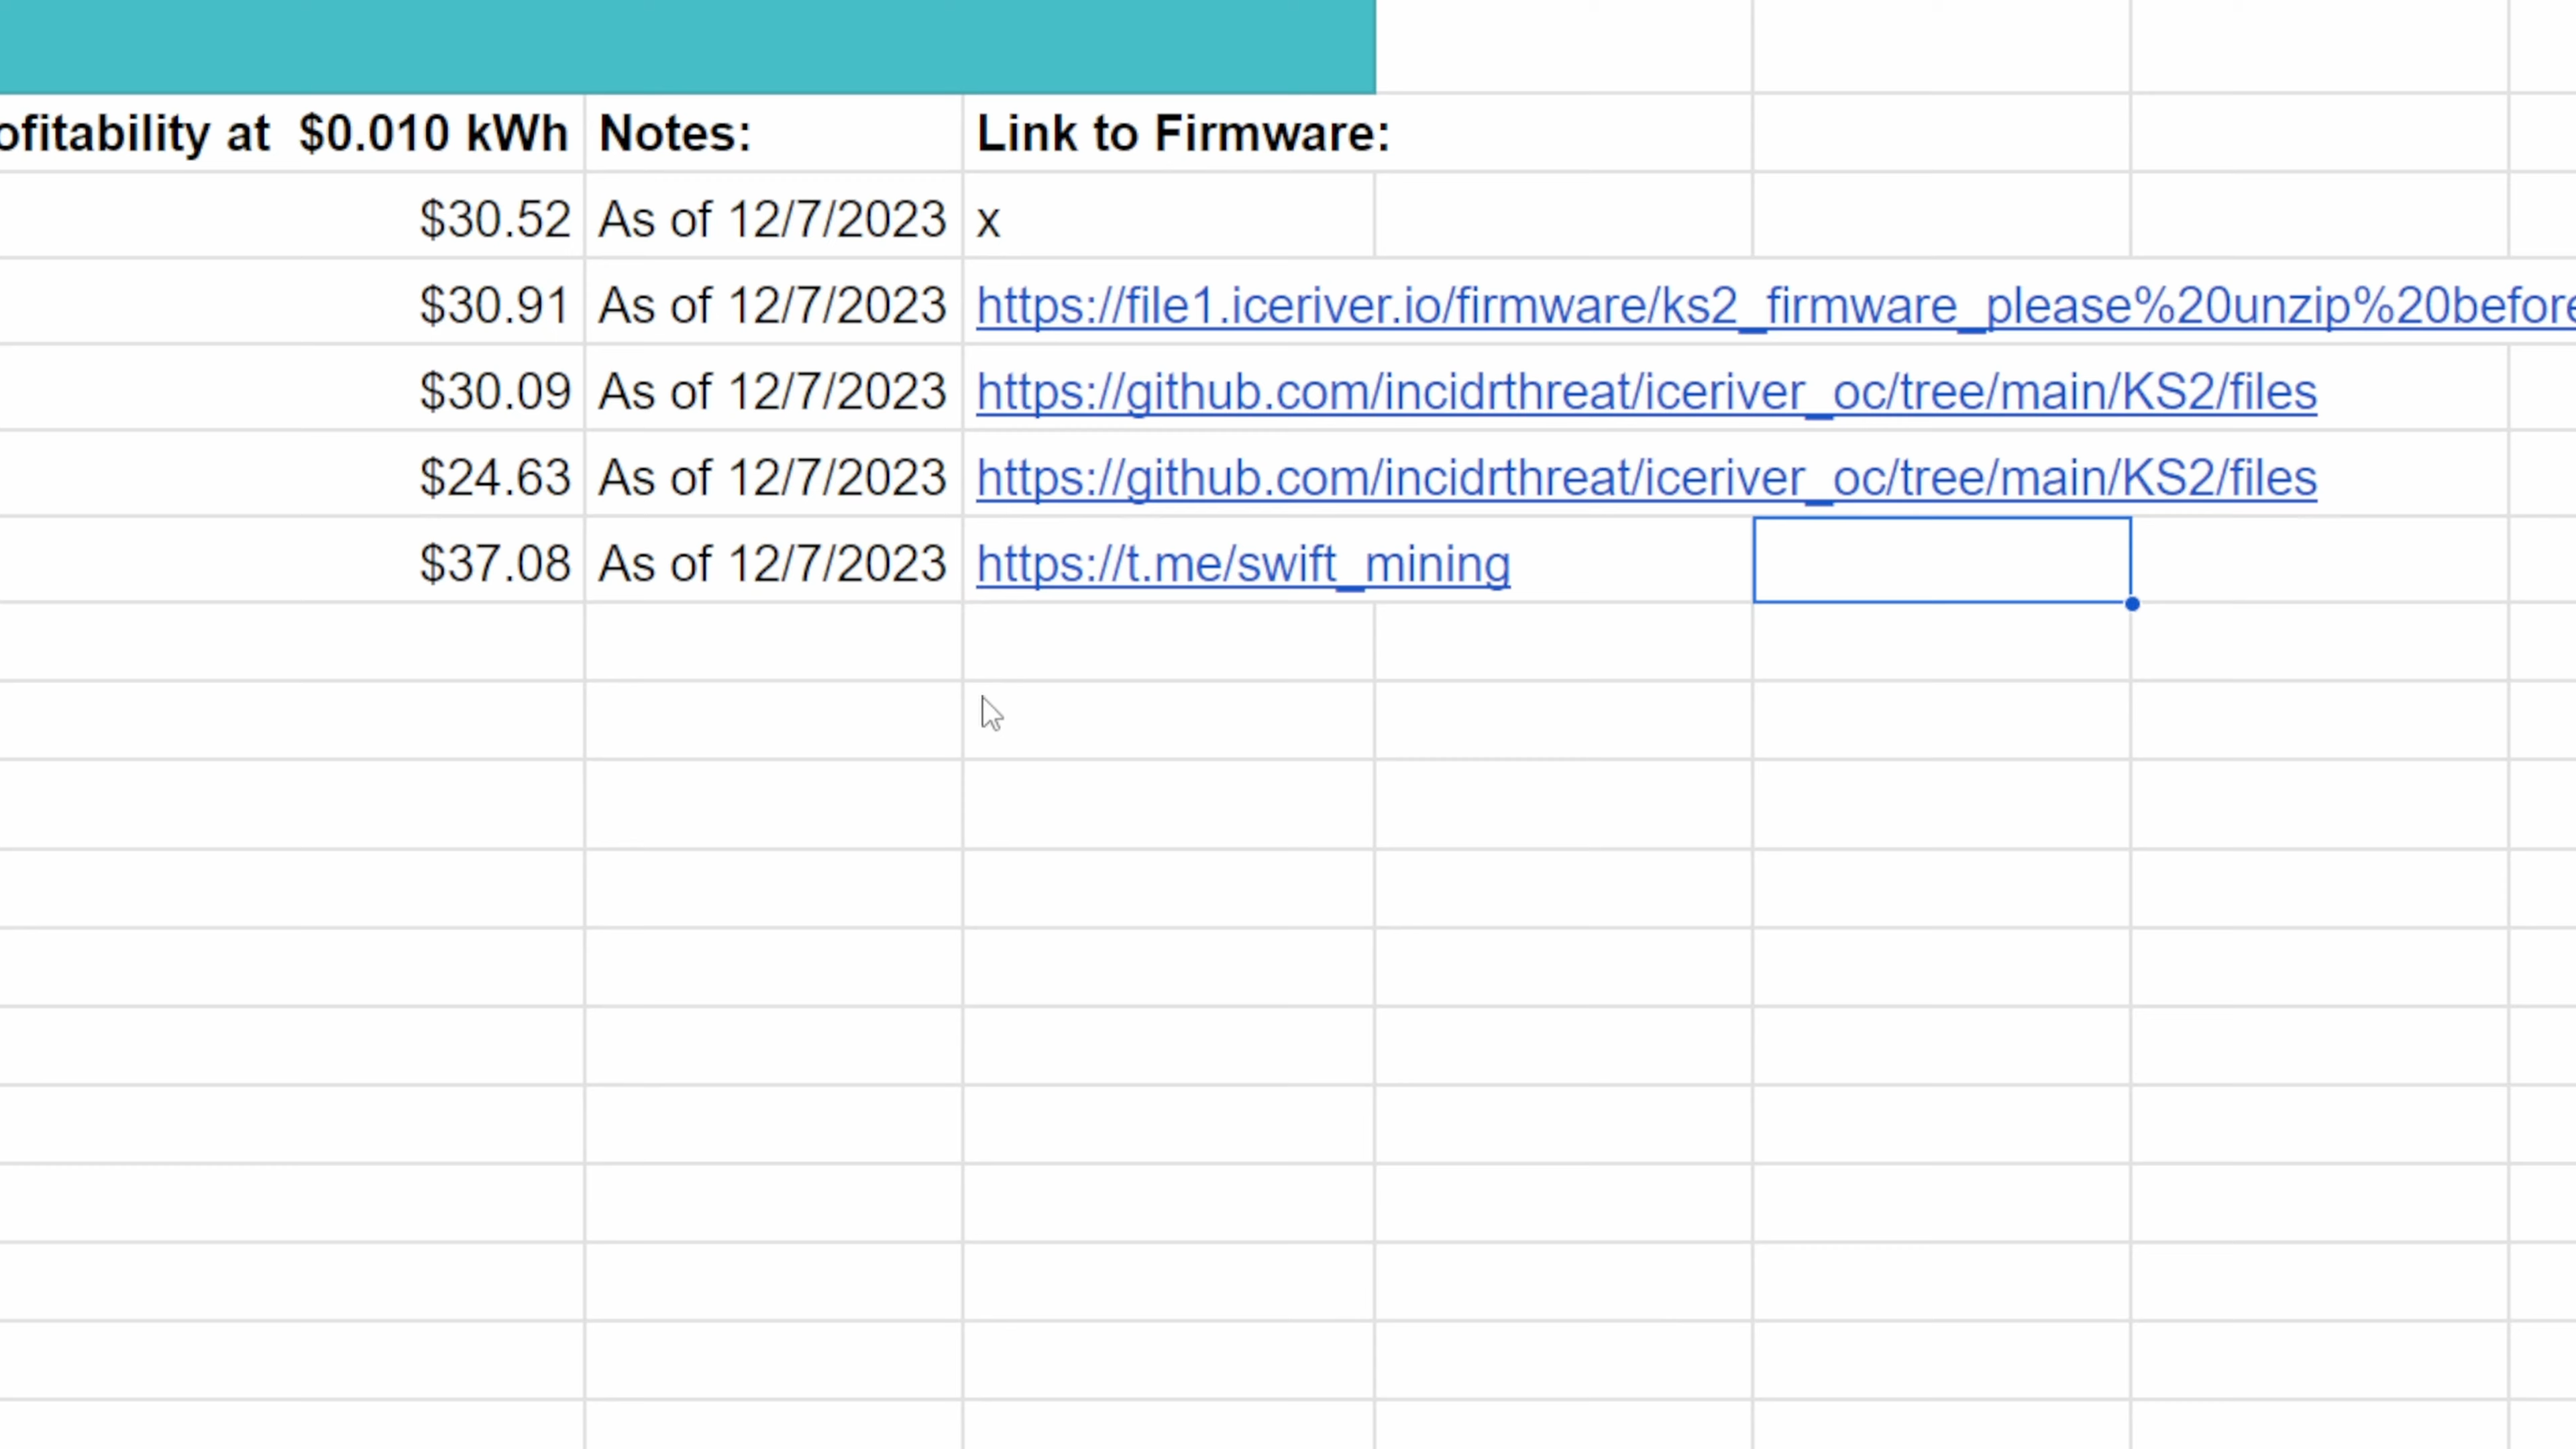 ofitability at $0.010 kWh Notes: Link to Firmware:
$30.52 As of 12/7/2023 x
$30.91 As of 12/7/2023 https://file1.iceriver.io/firmware/ks2_firmware_please%20unzip%20before
$30.09 As of 12/7/2023 https://github.com/incidrthreat/iceriver_oc/tree/main/KS2/files
$24.63 As of 12/7/2023 https://github.com/incidrthreat/iceriver_oc/tree/main/KS2/files
$37.08 As of 12/7/2023 https://t.me/swift_mining